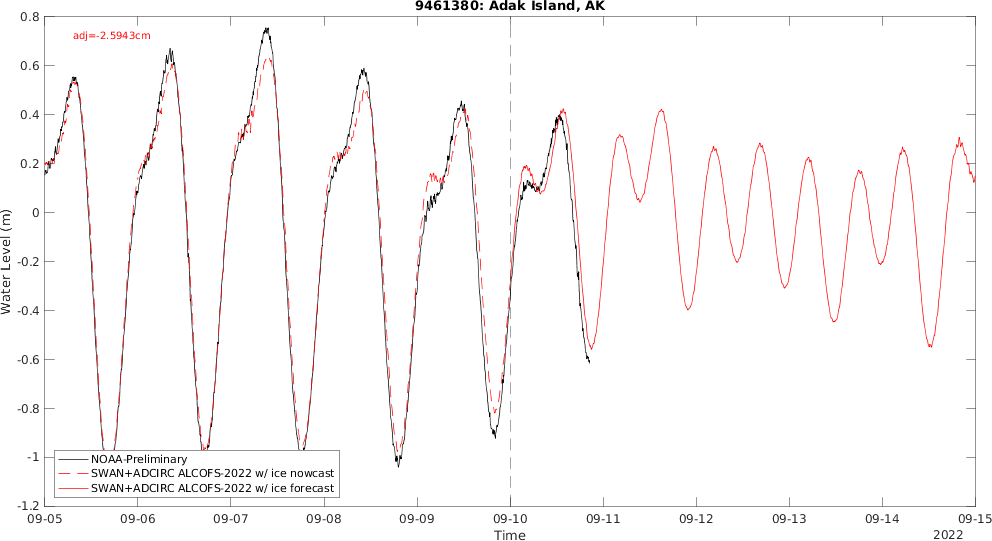 9461380: Adak Island, AK
adj=-2.5943cm
Water Level (m)
0.8
0.6
0.4
0.2
0
-0.2
-0.4
-0.6
-0.8
-1
-1.2
NOAA-Preliminary
SWAN+ADCIRC ALCOFS-2022 w/ ice nowcast
SWAN+ADCIRC ALCOFS-2022 w/ ice forecast
09-05 09-06 09-07 09-08 09-09 09-10 09-11 09-12 09-13 09-14 09-15
Time
2022